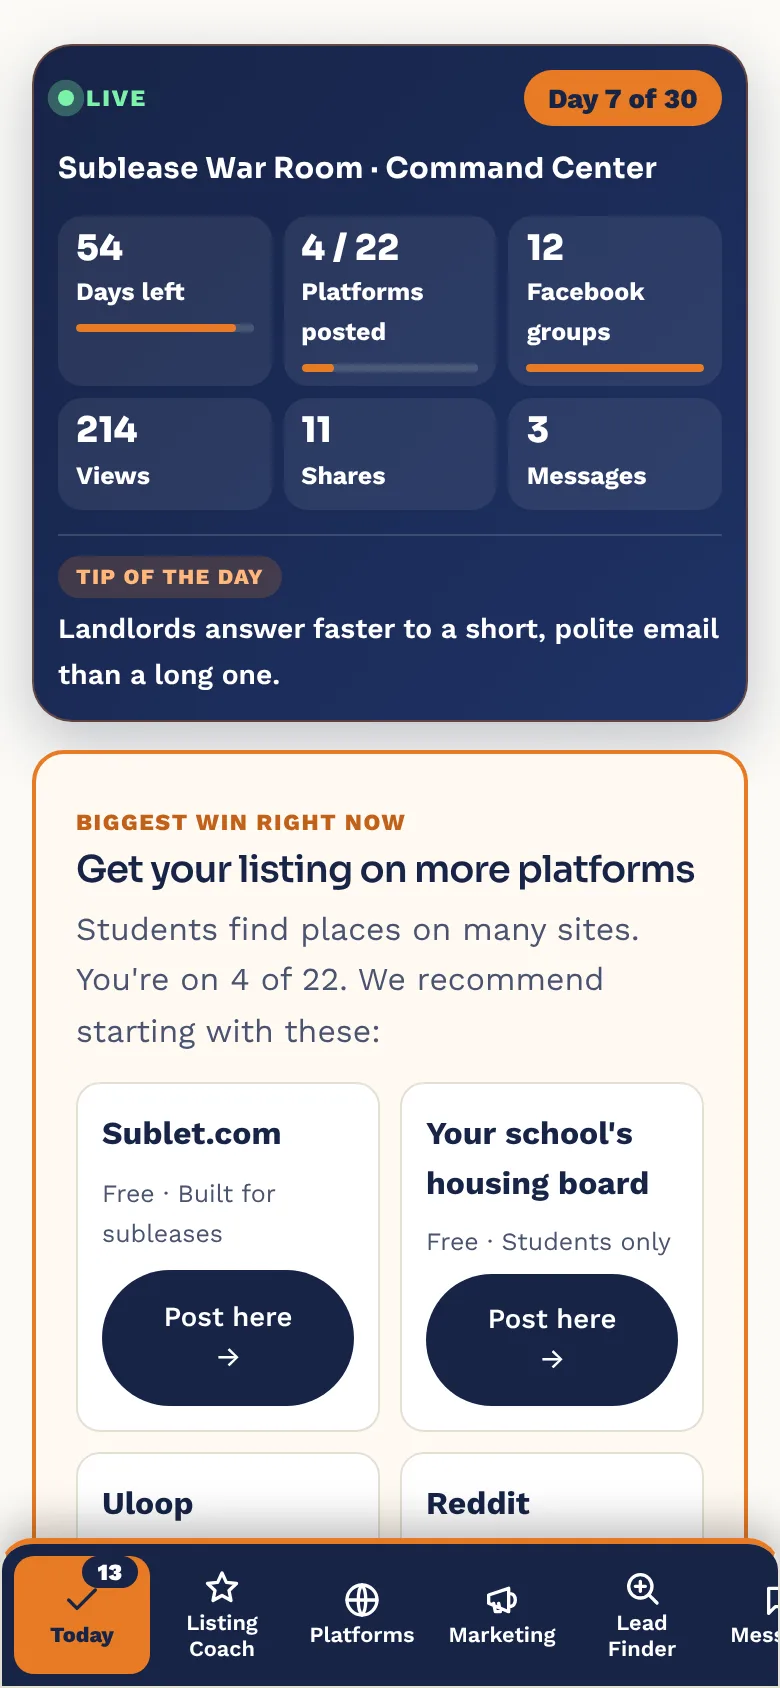 LIVE
Day 7 of 30
Sublease War Room · Command Center
54
Days left
4 / 22
Platforms
posted
12
Facebook
groups
214
Views
11
Shares
3
Messages
TIP OF THE DAY
Landlords answer faster to a short, polite email
than a long one.
BIGGEST WIN RIGHT NOW
Get your listing on more platforms
Students find places on many sites.
You're on 4 of 22. We recommend
starting with these:
Sublet.com
Free · Built for
subleases
Post here
→
Your school's
housing board
Free · Students only
Post here
→
Uloop
Reddit
13
Today
Listing
Coach
Platforms
Marketing
Lead
Finder